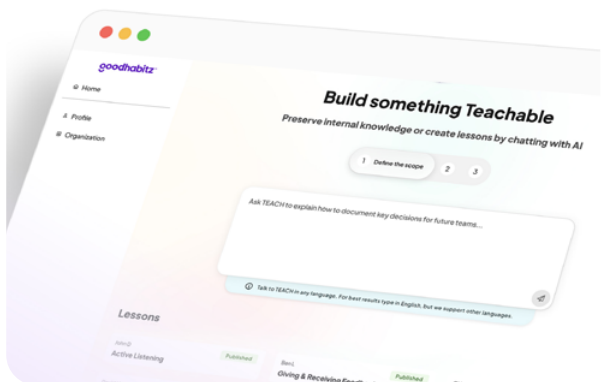 goodhabitz
Home
Profile
Organization
Build something Teachable
Preserve internal knowledge or create lessons by chatting with AI
1 Define the scope 2 3
Ask TEACH to explain how to document key decisions for future teams...
Talk to TEACH in any language. For best results type in English, but we support other languages.
Lessons
Active Listening
Published
Ben L
Giving & Receiving
Published